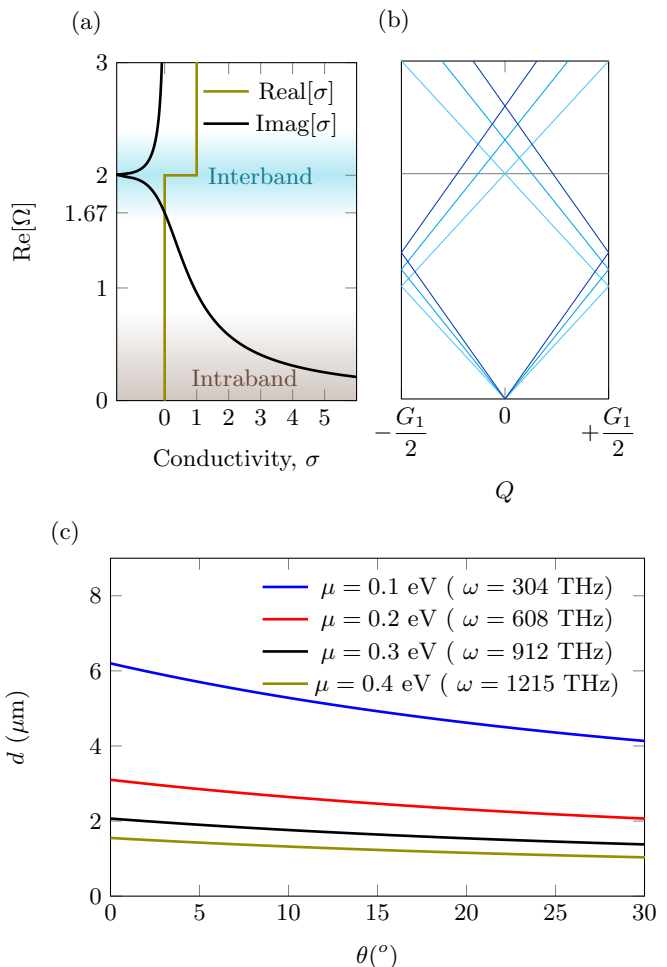 (a)
(b)
3
2
1.67
1
0
Re[Ω]
Real[σ]
Imag[σ]
Interband
Intraband
0 1 2 3 4 5
Conductivity, σ
−G₁/2 0 +G₁/2
Q
(c)
8
6
4
2
0
d (μm)
μ = 0.1 eV ( ω = 304 THz)
μ = 0.2 eV ( ω = 608 THz)
μ = 0.3 eV ( ω = 912 THz)
μ = 0.4 eV ( ω = 1215 THz)
0 5 10 15 20 25 30
θ(°)